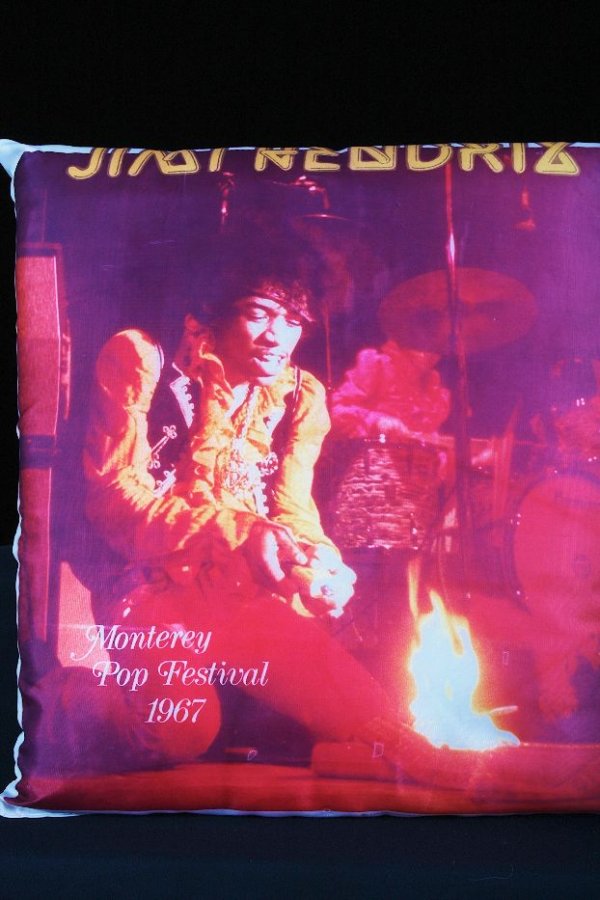 JIMI HENDRIX
Monterey
Pop Festival
1967